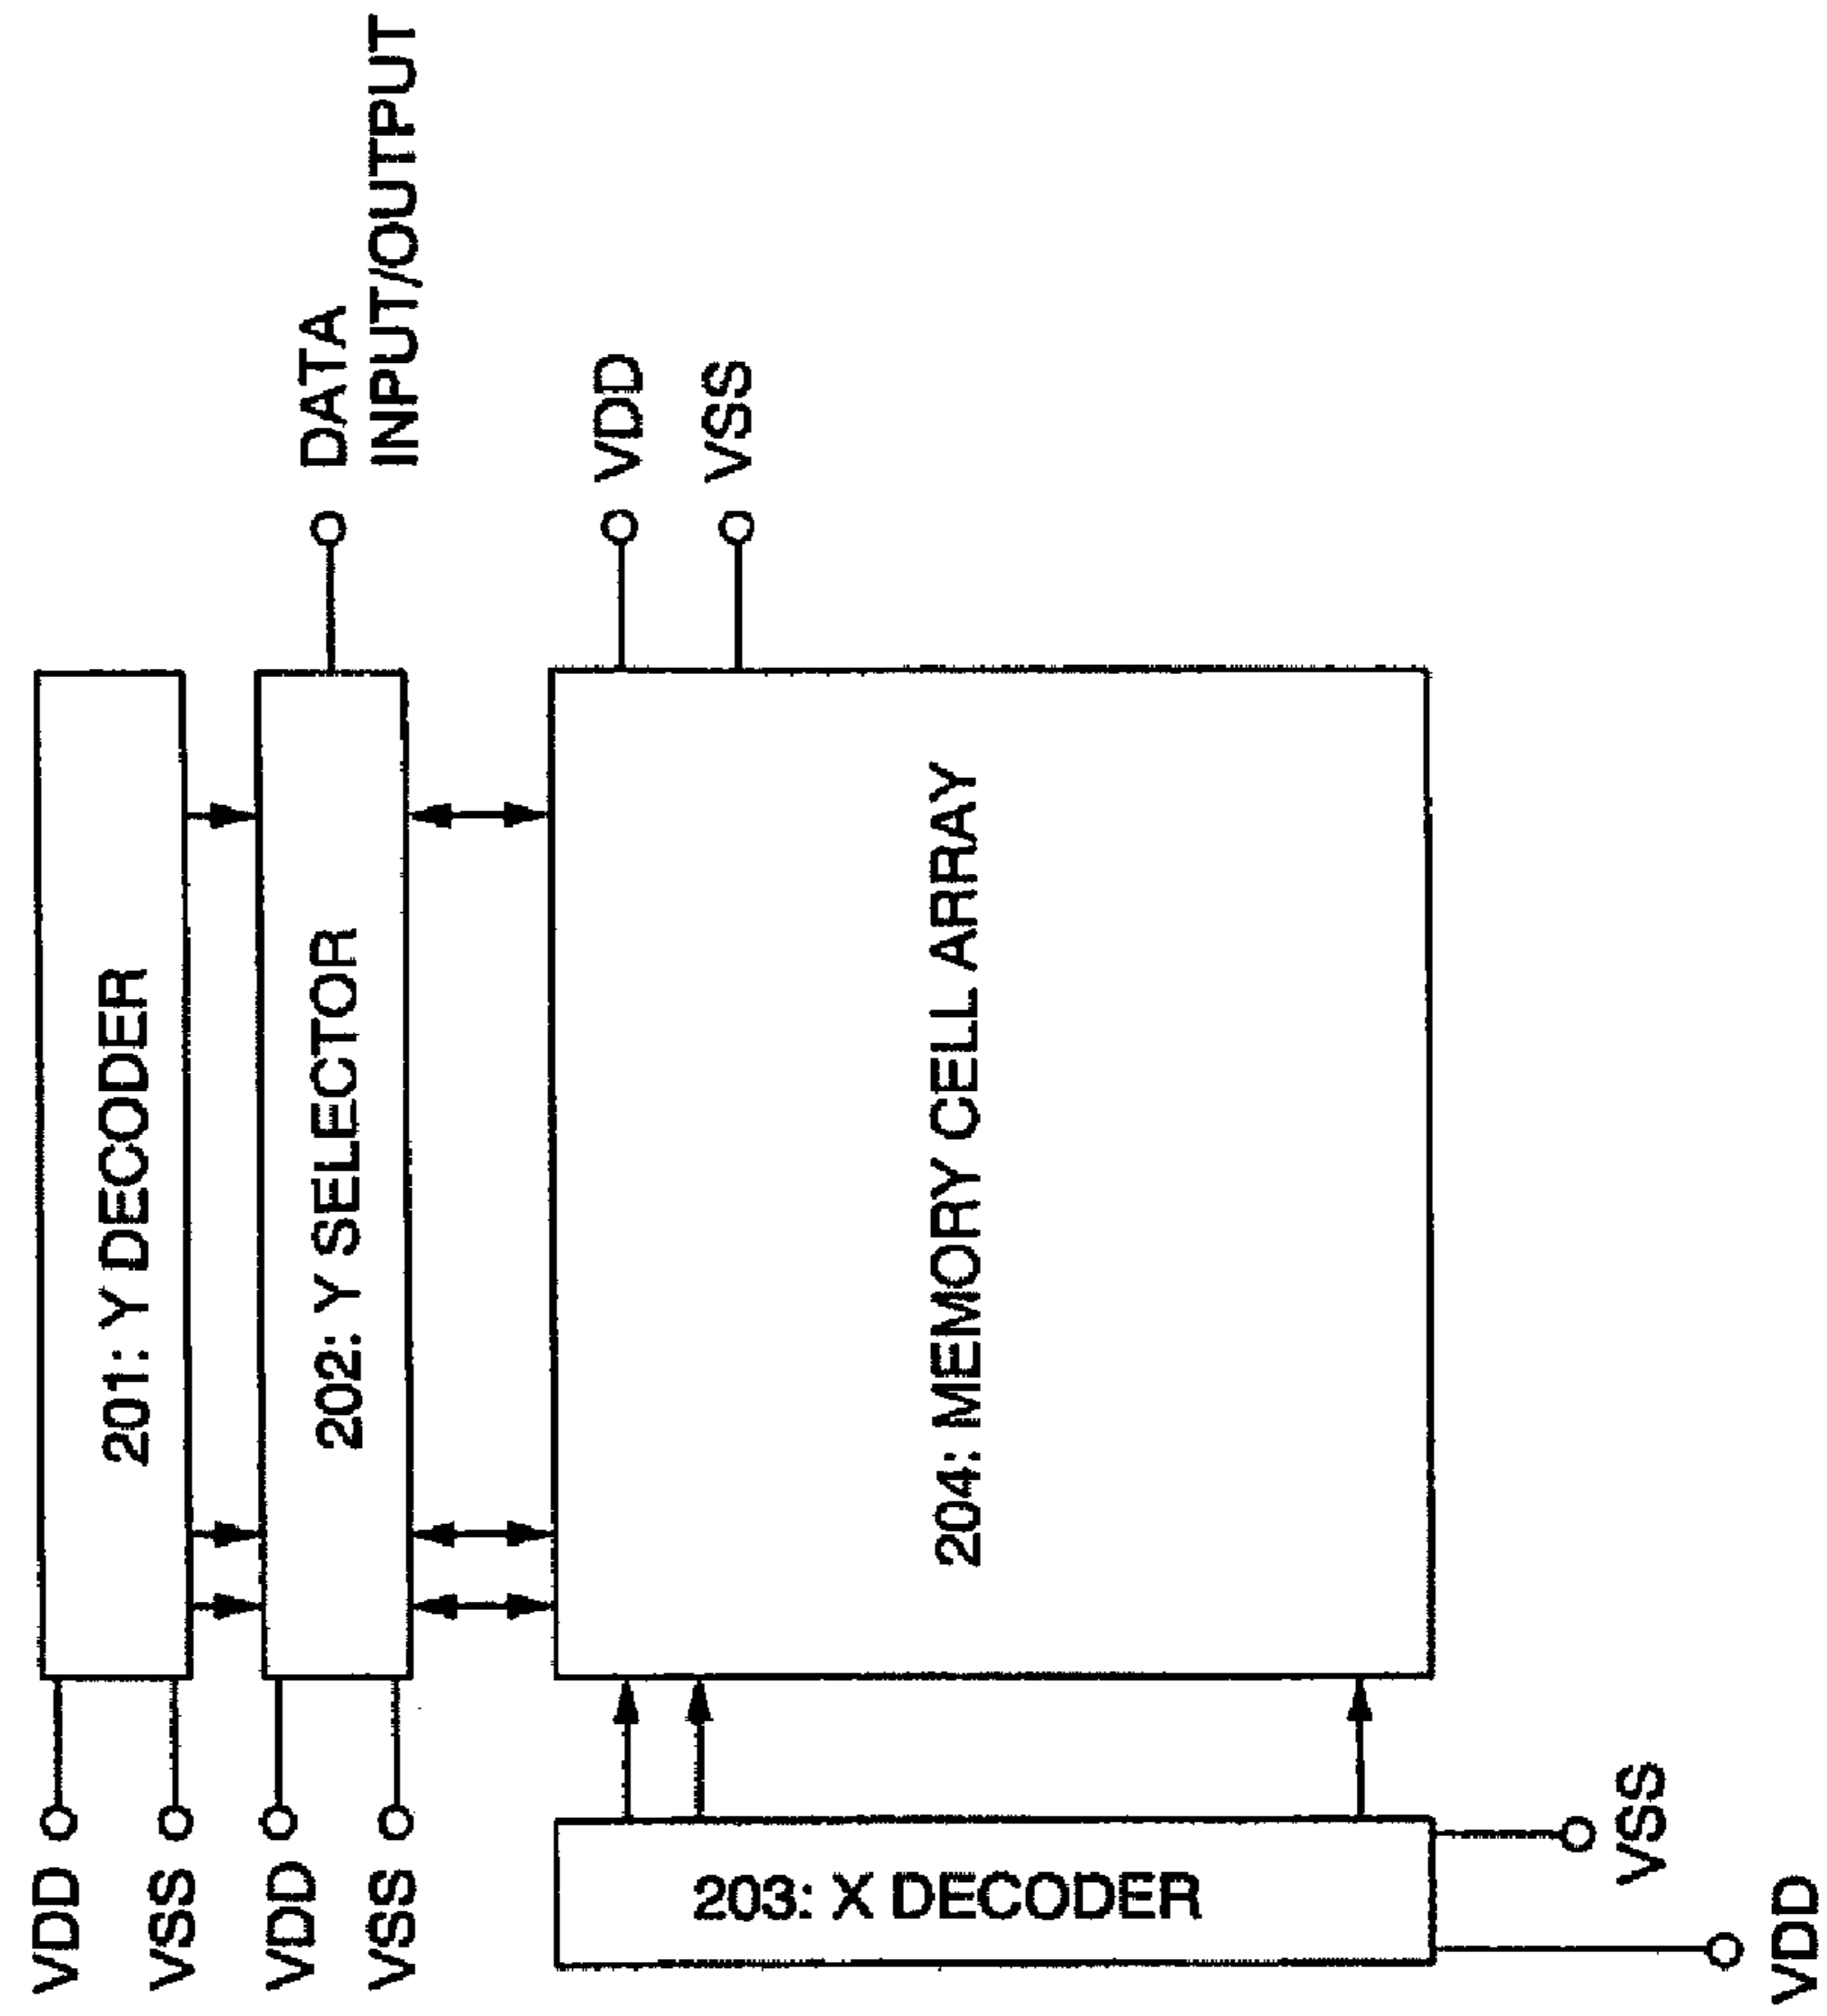 VDD
VSS
VDD
VSS
201: Y DECODER
202: Y SELECTOR
DATA
INPUT/OUTPUT
VDD
VSS
204: MEMORY CELL ARRAY
203: X DECODER
VSS
VDD